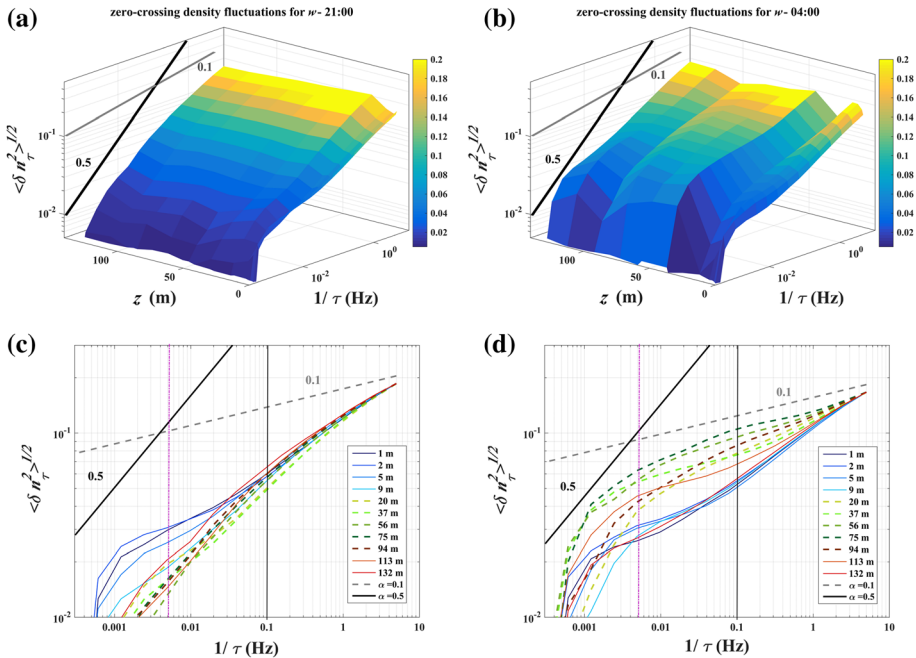 (a)
zero-crossing density fluctuations for w- 21:00
0.1
0.5
<δ n²τ>^1/2
10⁻¹
10⁻²
100
50
0
z (m)
10⁻²
10⁰
1/ τ (Hz)
0.2
0.18
0.16
0.14
0.12
0.1
0.08
0.06
0.04
0.02
(b)
zero-crossing density fluctuations for w- 04:00
0.1
0.5
<δ n²τ>^1/2
10⁻¹
10⁻²
100
50
0
z (m)
10⁻²
10⁰
1/ τ (Hz)
0.2
0.18
0.16
0.14
0.12
0.1
0.08
0.06
0.04
0.02
(c)
0.1
0.5
<δ n²τ>^1/2
10⁻¹
10⁻²
0.001
0.01
0.1
1
10
1/ τ (Hz)
1 m
2 m
5 m
9 m
20 m
37 m
56 m
75 m
94 m
113 m
132 m
α =0.1
α=0.5
(d)
0.1
0.5
<δ n²τ>^1/2
10⁻¹
10⁻²
0.001
0.01
0.1
1
10
1/ τ (Hz)
1 m
2 m
5 m
9 m
20 m
37 m
56 m
75 m
94 m
113 m
132 m
α =0.1
α=0.5